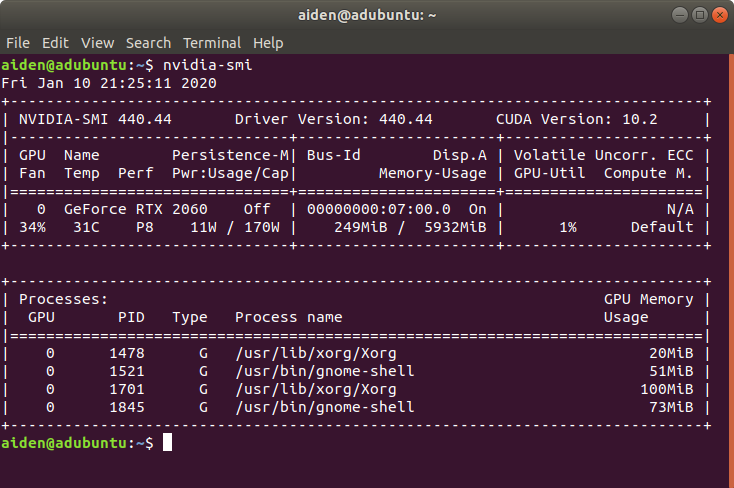 aiden@adubuntu: ~
File Edit View Search Terminal Help
aiden@adubuntu:~$ nvidia-smi
Fri Jan 10 21:25:11 2020
+-----------------------------------------------------------------------------+
| NVIDIA-SMI 440.44       Driver Version: 440.44       CUDA Version: 10.2     |
|-------------------------------+----------------------+----------------------+
| GPU  Name        Persistence-M| Bus-Id        Disp.A | Volatile Uncorr. ECC |
| Fan  Temp  Perf  Pwr:Usage/Cap|         Memory-Usage | GPU-Util  Compute M. |
|===============================+======================+======================|
|   0  GeForce RTX 2060    Off  | 00000000:07:00.0  On |                  N/A |
| 34%   31C    P8    11W / 170W |    249MiB /  5932MiB |      1%      Default |
+-------------------------------+----------------------+----------------------+

+-----------------------------------------------------------------------------+
| Processes:                                                       GPU Memory |
|  GPU       PID   Type   Process name                             Usage      |
|=============================================================================|
|    0      1478      G   /usr/lib/xorg/Xorg                            20MiB |
|    0      1521      G   /usr/bin/gnome-shell                          51MiB |
|    0      1701      G   /usr/lib/xorg/Xorg                           100MiB |
|    0      1845      G   /usr/bin/gnome-shell                          73MiB |
+-----------------------------------------------------------------------------+
aiden@adubuntu:~$